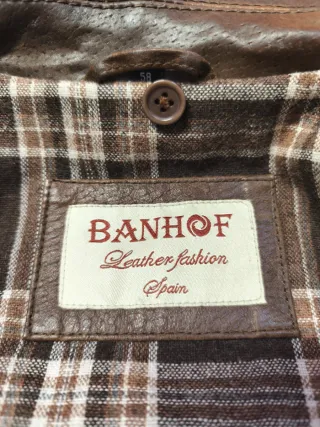 58
BANHOF
Leather fashion
Spain